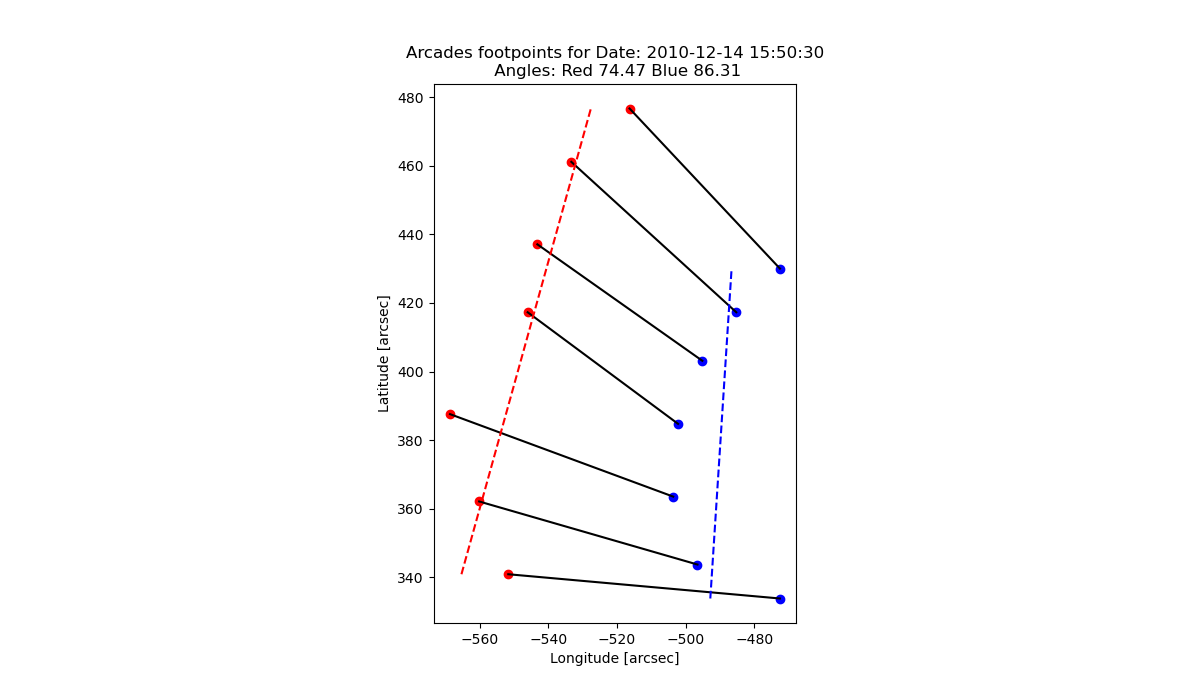 Arcades footpoints for Date: 2010-12-14 15:50:30
Angles: Red 74.47 Blue 86.31
480
460
440
420
400
380
360
340
Latitude [arcsec]
−560 −540 −520 −500 −480
Longitude [arcsec]